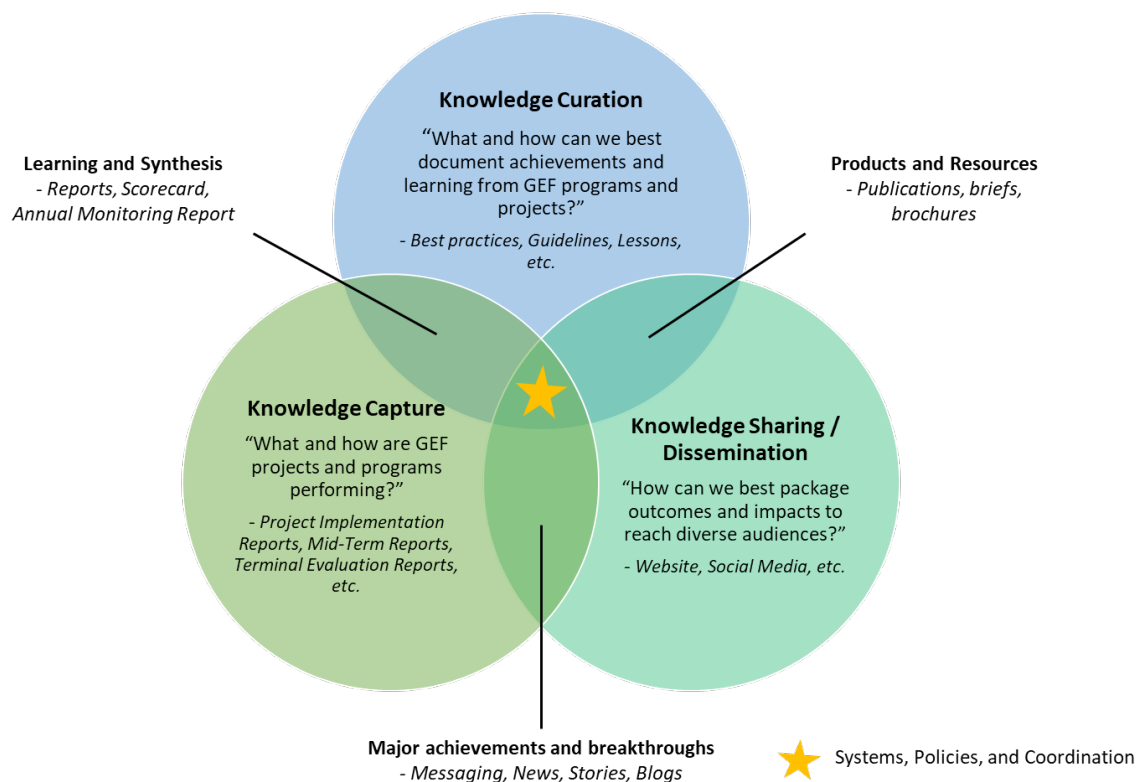 Knowledge Curation
“What and how can we best
document achievements and
learning from GEF programs and
projects?”
- Best practices, Guidelines, Lessons,
etc.
Learning and Synthesis
- Reports, Scorecard,
Annual Monitoring Report
Products and Resources
- Publications, briefs,
brochures
Knowledge Capture
“What and how are GEF
projects and programs
performing?”
- Project Implementation
Reports, Mid-Term Reports,
Terminal Evaluation Reports,
etc.
Knowledge Sharing /
Dissemination
“How can we best package
outcomes and impacts to
reach diverse audiences?”
- Website, Social Media, etc.
Major achievements and breakthroughs
- Messaging, News, Stories, Blogs
Systems, Policies, and Coordination